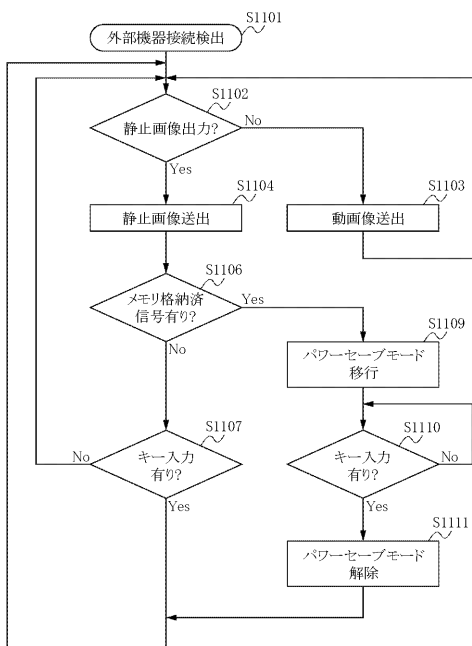 S1101
外部機器接続検出
S1102
静止画像出力?
No
Yes
S1104
静止画像送出
S1103
動画像送出
S1106
メモリ格納済
信号有り?
Yes
No
S1109
パワーセーブモード
移行
S1107
キー入力
有り?
No
Yes
S1110
キー入力
有り?
No
Yes
S1111
パワーセーブモード
解除